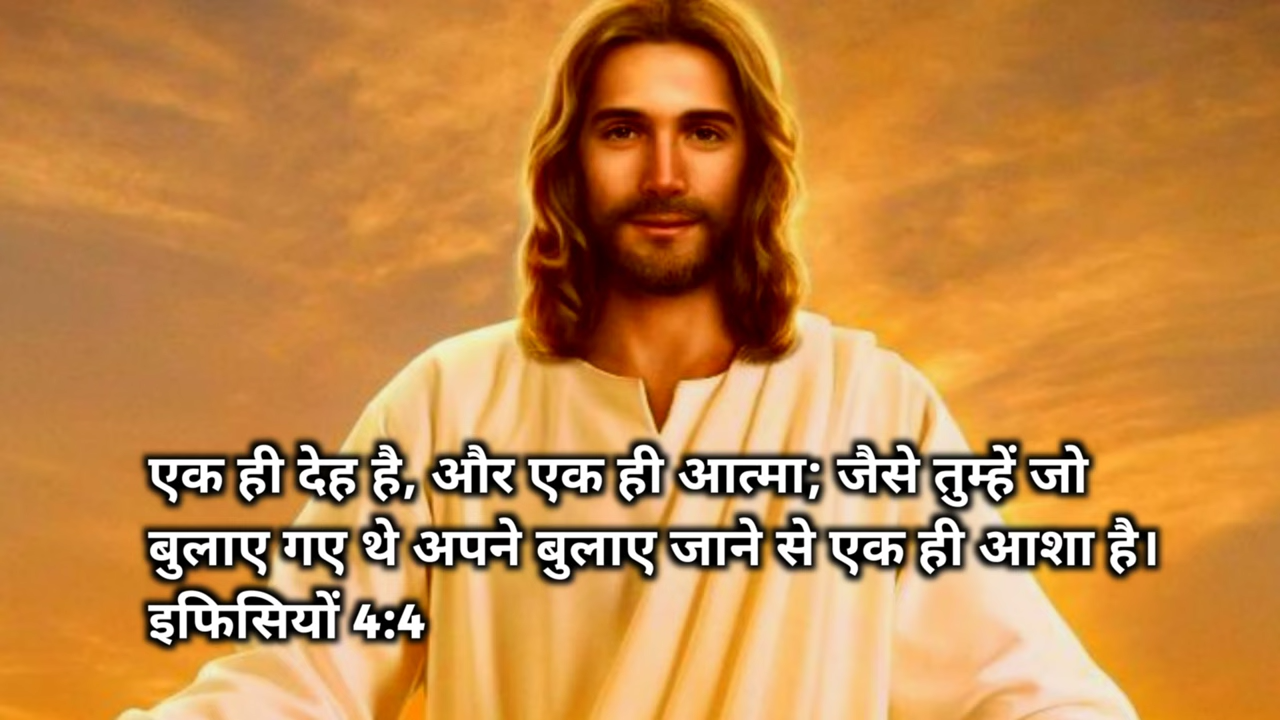 एक ही देह है, और एक ही आत्मा; जैसे तुम्हें जो
बुलाए गए थे अपने बुलाए जाने से एक ही आशा है।
इफिसियों 4:4